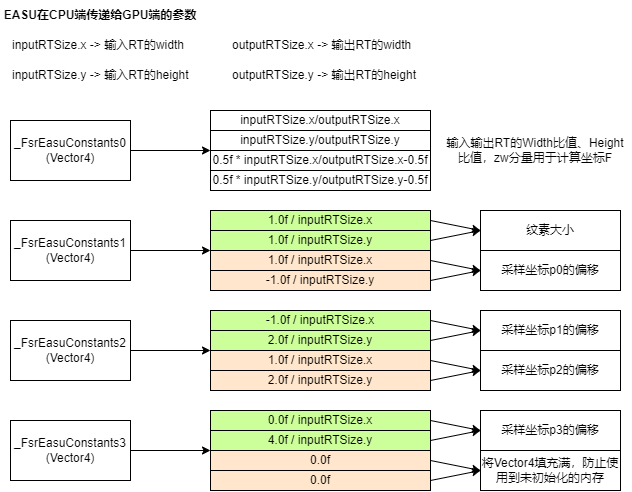 EASU在CPU端传递给GPU端的参数
inputRTSize.x -> 输入RT的width
outputRTSize.x -> 输出RT的width
inputRTSize.y -> 输入RT的height
outputRTSize.y -> 输出RT的height
_FsrEasuConstants0
(Vector4)
inputRTSize.x/outputRTSize.x
inputRTSize.y/outputRTSize.y
0.5f * inputRTSize.x/outputRTSize.x-0.5f
0.5f * inputRTSize.y/outputRTSize.y-0.5f
输入输出RT的Width比值、Height
比值，zw分量用于计算坐标F
_FsrEasuConstants1
(Vector4)
1.0f / inputRTSize.x
1.0f / inputRTSize.y
1.0f / inputRTSize.x
-1.0f / inputRTSize.y
纹素大小
采样坐标p0的偏移
_FsrEasuConstants2
(Vector4)
-1.0f / inputRTSize.x
2.0f / inputRTSize.y
1.0f / inputRTSize.x
2.0f / inputRTSize.y
采样坐标p1的偏移
采样坐标p2的偏移
_FsrEasuConstants3
(Vector4)
0.0f / inputRTSize.x
4.0f / inputRTSize.y
0.0f
0.0f
采样坐标p3的偏移
将Vector4填充满，防止使
用到未初始化的内存